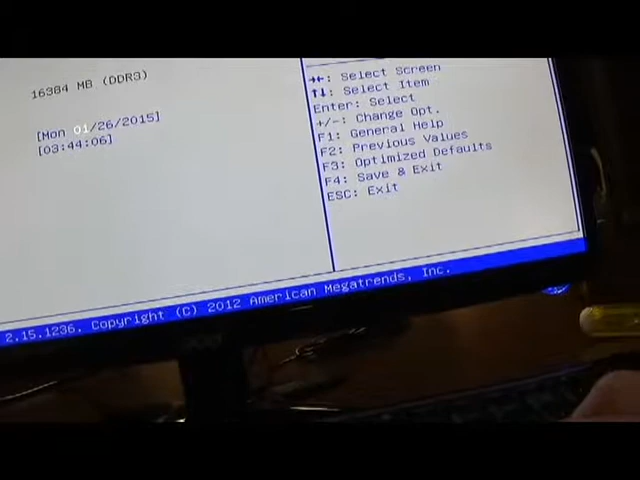 16384 MB (DDR3)
[Mon 01/26/2015]
[03:44:06]
→←: Select Screen
↑↓: Select Item
Enter: Select
+/-: Change Opt.
F1: General Help
F2: Previous Values
F3: Optimized Defaults
F4: Save & Exit
ESC: Exit
2.15.1236. Copyright (C) 2012 American Megatrends, Inc.